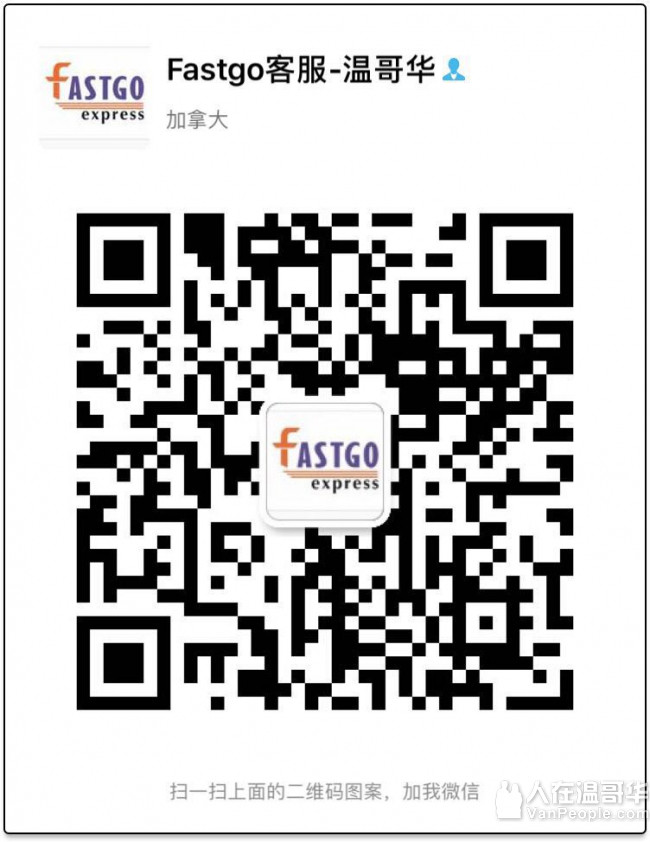 FASTGO
express
Fastgo客服-温哥华
加拿大
FASTGO
express
扫一扫上面的二维码图案，加我微信
人在温哥华
VanPeople.com